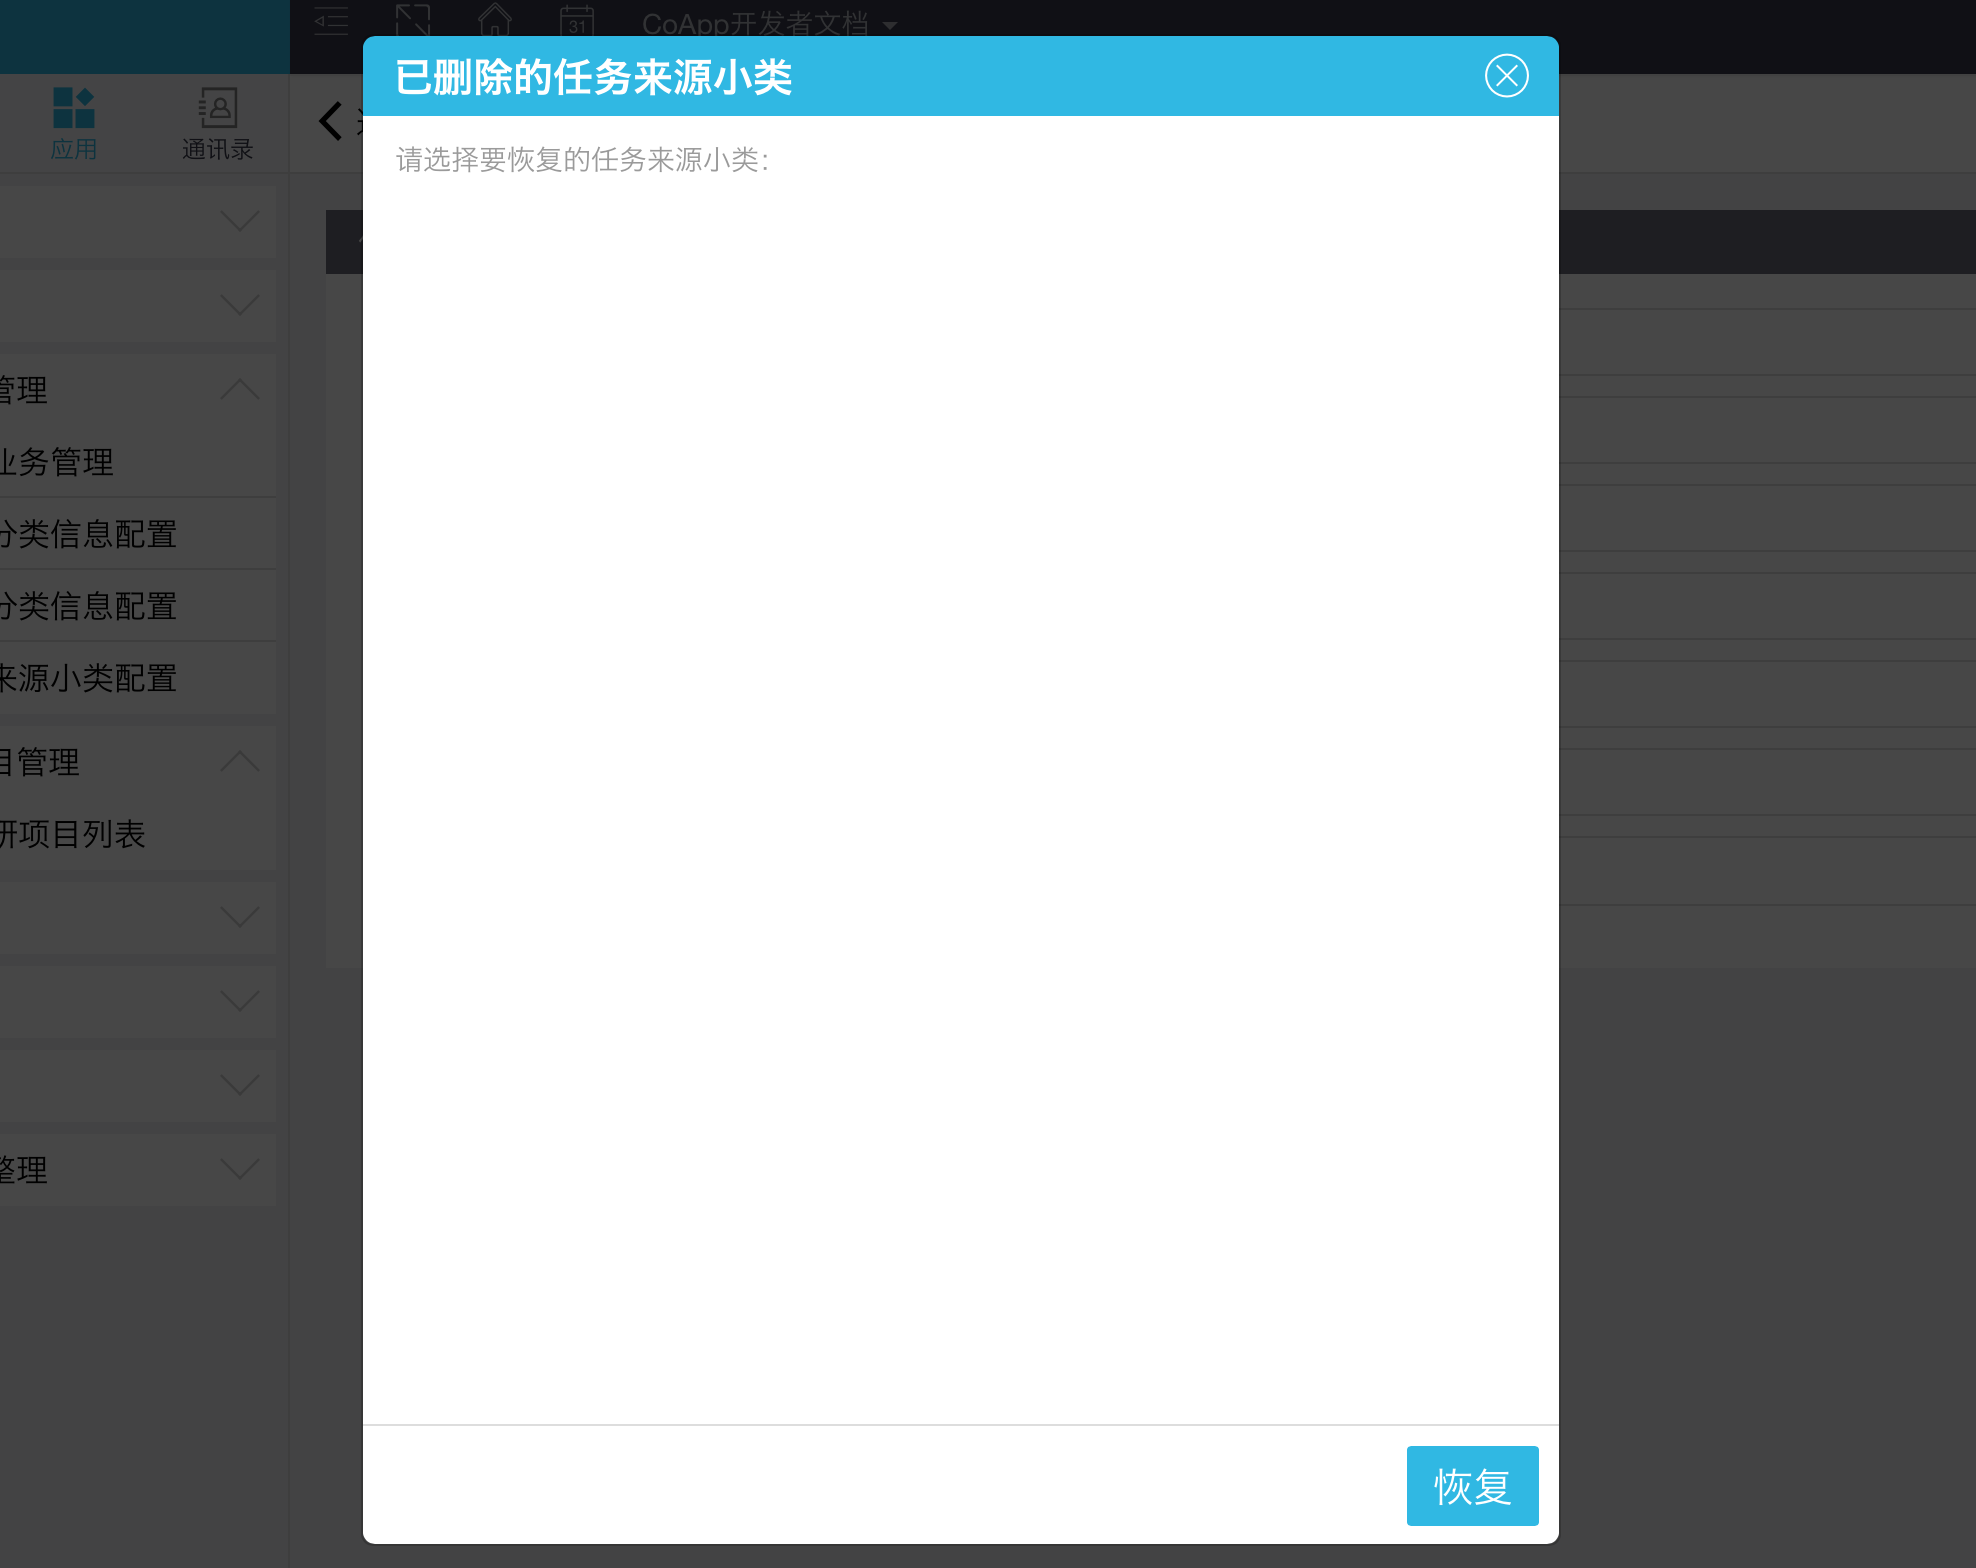 31
CoApp开发者文档
应用
通讯录
管理
业务管理
分类信息配置
分类信息配置
来源小类配置
目管理
研项目列表
整理
已删除的任务来源小类
请选择要恢复的任务来源小类：
恢复